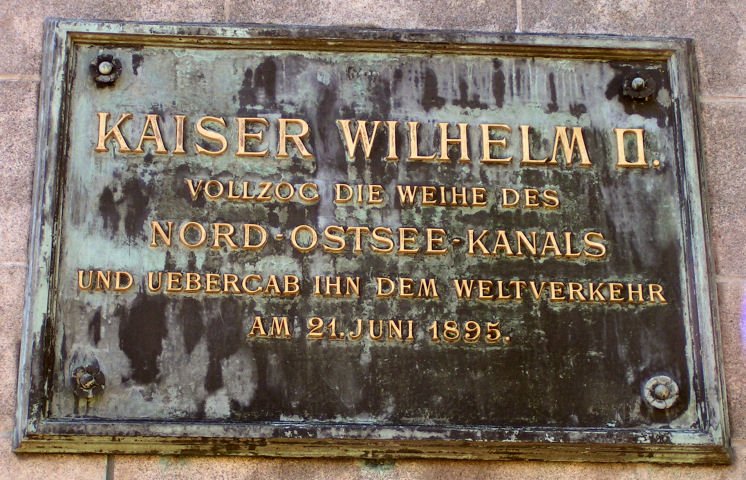 KAISER WILHELM II.
VOLLZOG DIE WEIHE DES
NORD-OSTSEE-KANALS
UND UEBERGAB IHN DEM WELTVERKEHR
AM 21. JUNI 1895.